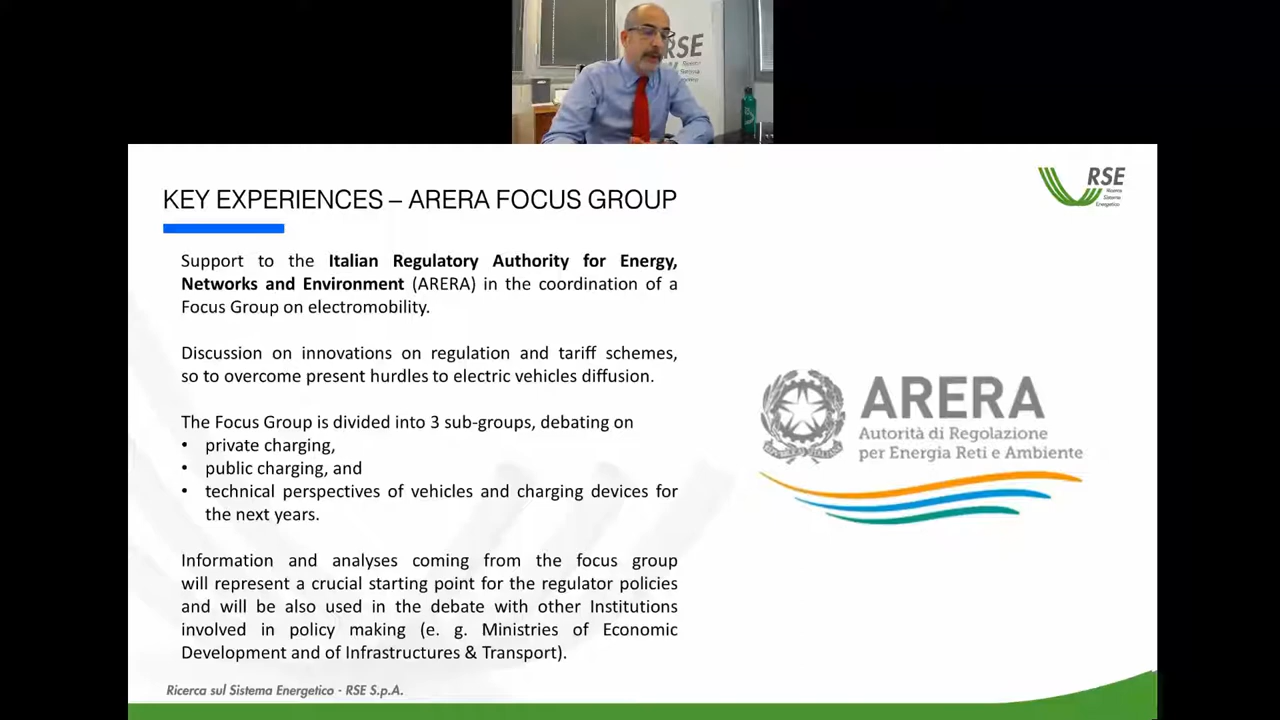 RSE
KEY EXPERIENCES – ARERA FOCUS GROUP
RSE
Ricerca
Sistema
Energetico
Support to the Italian Regulatory Authority for Energy,
Networks and Environment (ARERA) in the coordination of a
Focus Group on electromobility.
Discussion on innovations on regulation and tariff schemes,
so to overcome present hurdles to electric vehicles diffusion.
The Focus Group is divided into 3 sub-groups, debating on
• private charging,
• public charging, and
• technical perspectives of vehicles and charging devices for
the next years.
Information and analyses coming from the focus group
will represent a crucial starting point for the regulator policies
and will be also used in the debate with other Institutions
involved in policy making (e. g. Ministries of Economic
Development and of Infrastructures & Transport).
ARERA
Autorità di Regolazione
per Energia Reti e Ambiente
Ricerca sul Sistema Energetico - RSE S.p.A.